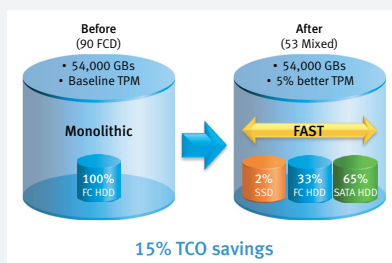 Before
(90 FCD)
• 54,000 GBs
• Baseline TPM
Monolithic
100%
FC HDD
After
(53 Mixed)
• 54,000 GBs
• 5% better TPM
FAST
2%
SSD
33%
FC HDD
65%
SATA HDD
15% TCO savings